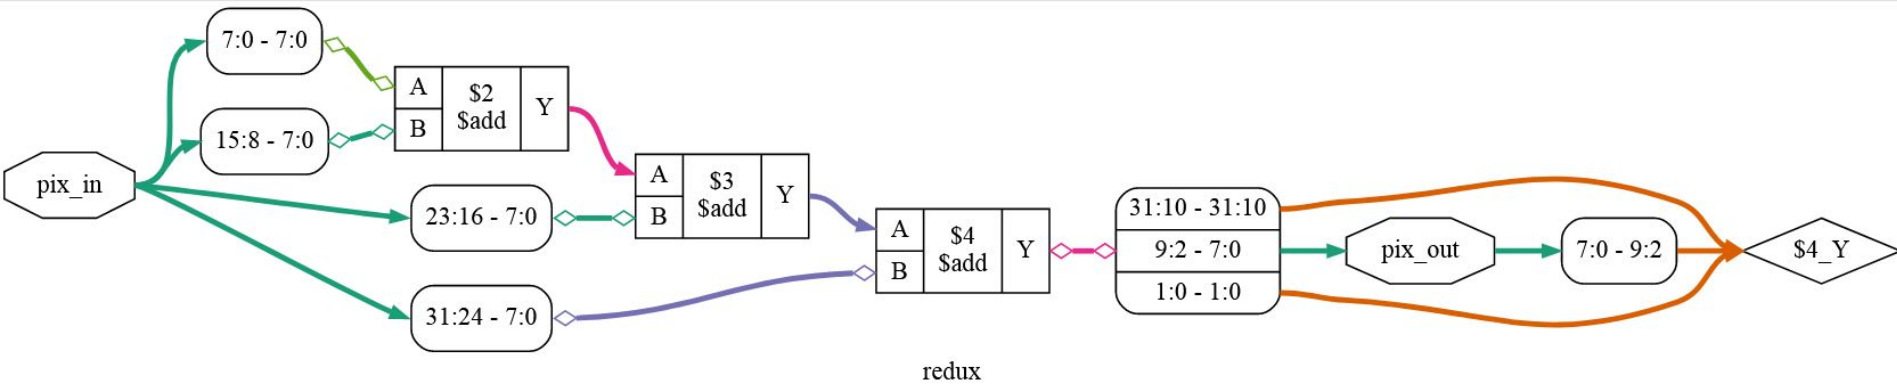 pix_in
7:0 - 7:0
15:8 - 7:0
23:16 - 7:0
31:24 - 7:0
A
B
$2
$add
Y
A
B
$3
$add
Y
A
B
$4
$add
Y
31:10 - 31:10
9:2 - 7:0
1:0 - 1:0
pix_out
7:0 - 9:2
$4_Y
redux